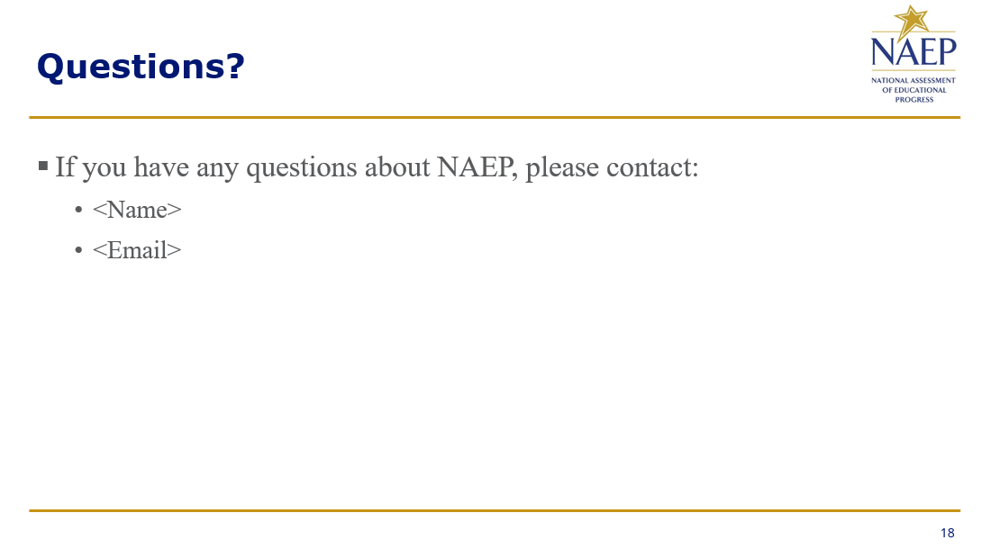 Questions?
NAEP
NATIONAL ASSESSMENT
OF EDUCATIONAL
PROGRESS
▪ If you have any questions about NAEP, please contact:
• <Name>
• <Email>
18